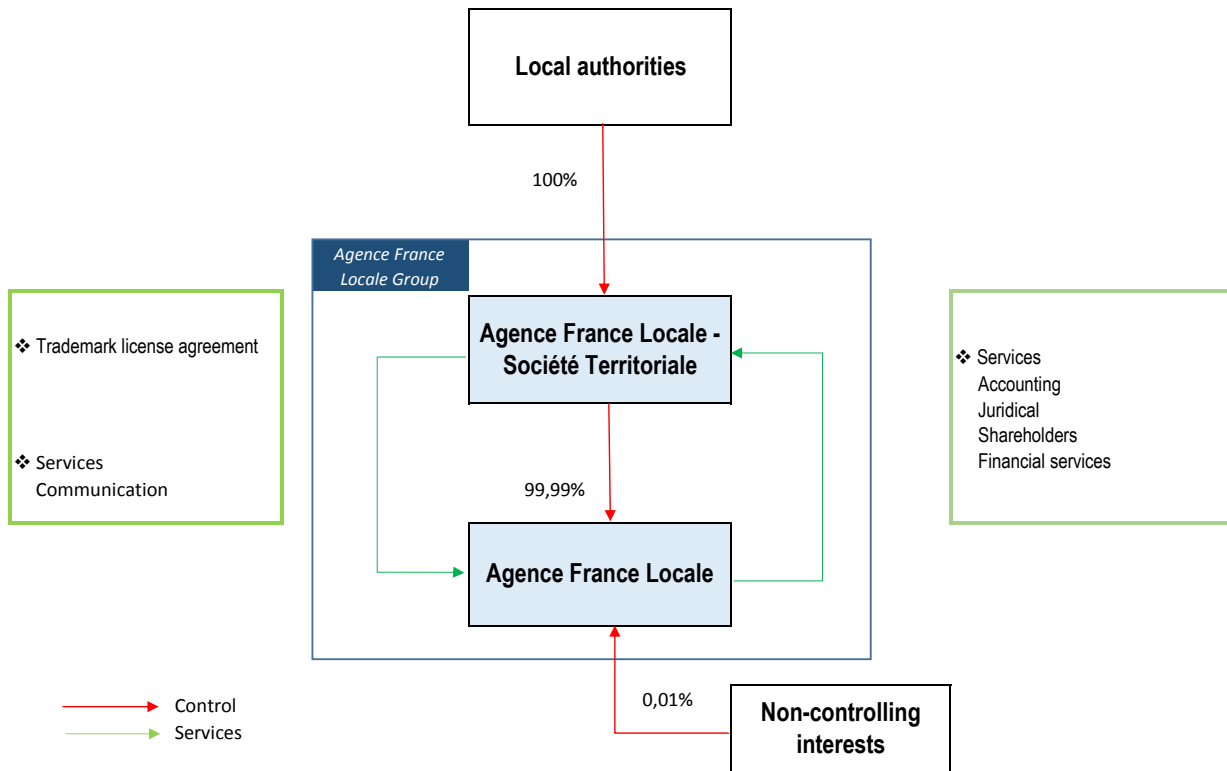 Local authorities
100%
Agence France
Locale Group
Agence France Locale -
Société Territoriale
❖ Trademark license agreement
❖ Services
Communication
❖ Services
Accounting
Juridical
Shareholders
Financial services
99,99%
Agence France Locale
0,01%
Non-controlling
interests
Control
Services